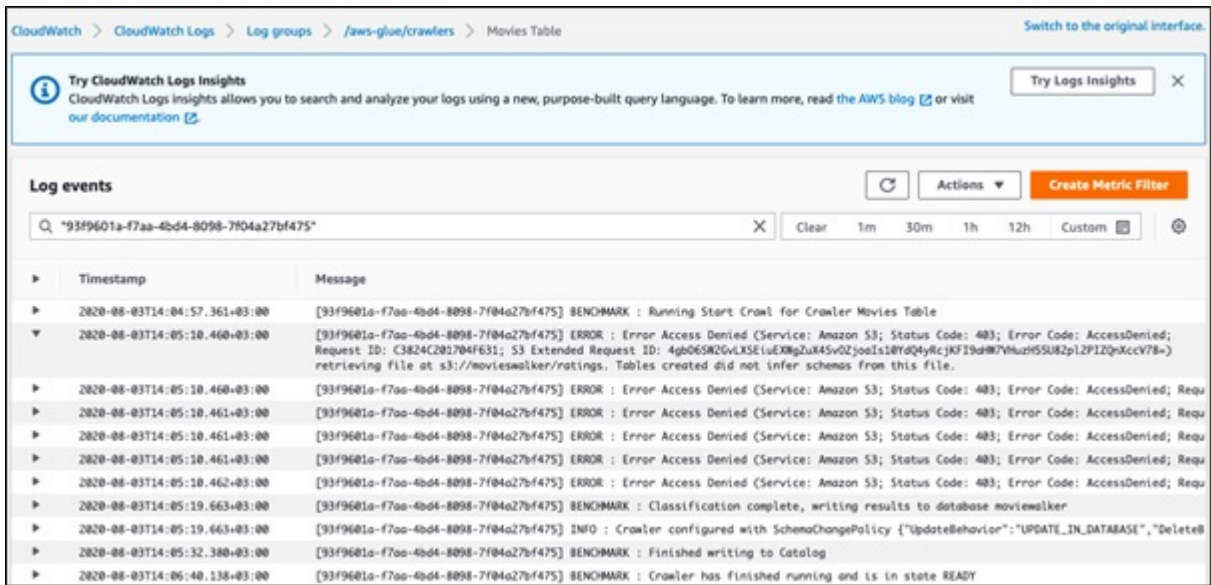 CloudWatch > CloudWatch Logs > Log groups > /aws-glue/crawlers > Movies Table
Switch to the original interface.
Try CloudWatch Logs Insights
CloudWatch Logs insights allows you to search and analyze your logs using a new, purpose-built query language. To learn more, read the AWS blog or visit
our documentation.
Try Logs Insights
Log events
Actions
Create Metric Filter
"93f9601a-f7aa-4bd4-8098-7f04a27bf475"
Clear 1m 30m 1h 12h Custom
Timestamp Message
2020-08-03T14:04:57.361+03:00 [93f9601a-f7aa-4bd4-8098-7f04a27bf475] BENCHMARK : Running Start Crawl for Crawler Movies Table
2020-08-03T14:05:10.460+03:00 [93f9601a-f7aa-4bd4-8098-7f04a27bf475] ERROR : Error Access Denied (Service: Amazon S3; Status Code: 403; Error Code: AccessDenied;
Request ID: C3824C201704F631; S3 Extended Request ID:
retrieving file at s3://movieswalker/ratings. Tables created did not infer schemas from this file.
2020-08-03T14:05:10.460+03:00 [93f9601a-f7aa-4bd4-8098-7f04a27bf475] ERROR : Error Access Denied (Service: Amazon S3; Status Code: 403; Error Code: AccessDenied; Requ
2020-08-03T14:05:10.461+03:00 [93f9601a-f7aa-4bd4-8098-7f04a27bf475] ERROR : Error Access Denied (Service: Amazon S3; Status Code: 403; Error Code: AccessDenied; Requ
2020-08-03T14:05:10.461+03:00 [93f9601a-f7aa-4bd4-8098-7f04a27bf475] ERROR : Error Access Denied (Service: Amazon S3; Status Code: 403; Error Code: AccessDenied; Requ
2020-08-03T14:05:10.461+03:00 [93f9601a-f7aa-4bd4-8098-7f04a27bf475] ERROR : Error Access Denied (Service: Amazon S3; Status Code: 403; Error Code: AccessDenied; Requ
2020-08-03T14:05:10.462+03:00 [93f9601a-f7aa-4bd4-8098-7f04a27bf475] ERROR : Error Access Denied (Service: Amazon S3; Status Code: 403; Error Code: AccessDenied; Requ
2020-08-03T14:05:19.663+03:00 [93f9601a-f7aa-4bd4-8098-7f04a27bf475] BENCHMARK : Classification complete, writing results to database moviewalker
2020-08-03T14:05:19.663+03:00 [93f9601a-f7aa-4bd4-8098-7f04a27bf475] INFO : Crawler configured with SchemaChangePolicy {"UpdateBehavior":"UPDATE_IN_DATABASE","DeleteB
2020-08-03T14:05:32.380+03:00 [93f9601a-f7aa-4bd4-8098-7f04a27bf475] BENCHMARK : Finished writing to Catalog
2020-08-03T14:06:40.138+03:00 [93f9601a-f7aa-4bd4-8098-7f04a27bf475] BENCHMARK : Crawler has finished running and is in state READY